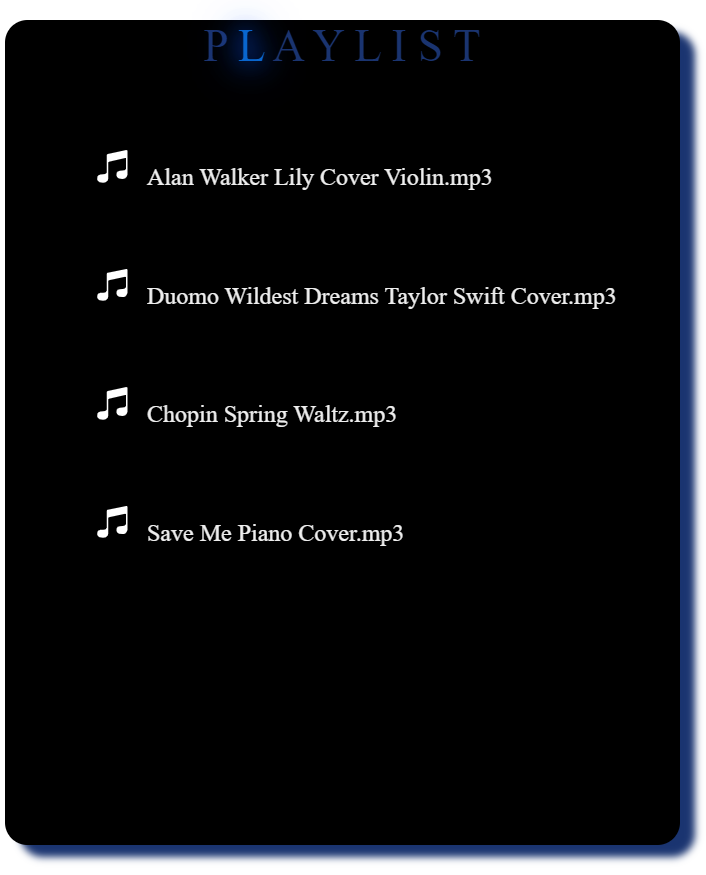 PLAYLIST
Alan Walker Lily Cover Violin.mp3
Duomo Wildest Dreams Taylor Swift Cover.mp3
Chopin Spring Waltz.mp3
Save Me Piano Cover.mp3